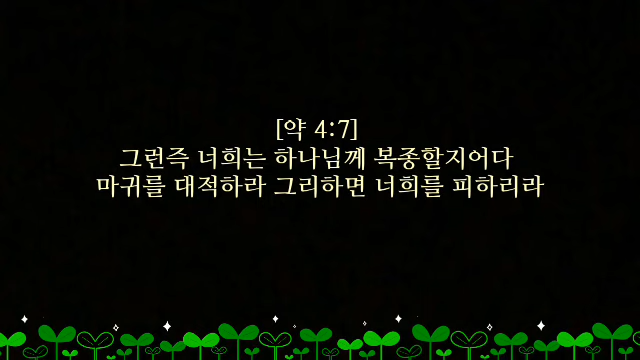 [약 4:7]
그런즉 너희는 하나님께 복종할지어다
마귀를 대적하라 그리하면 너희를 피하리라